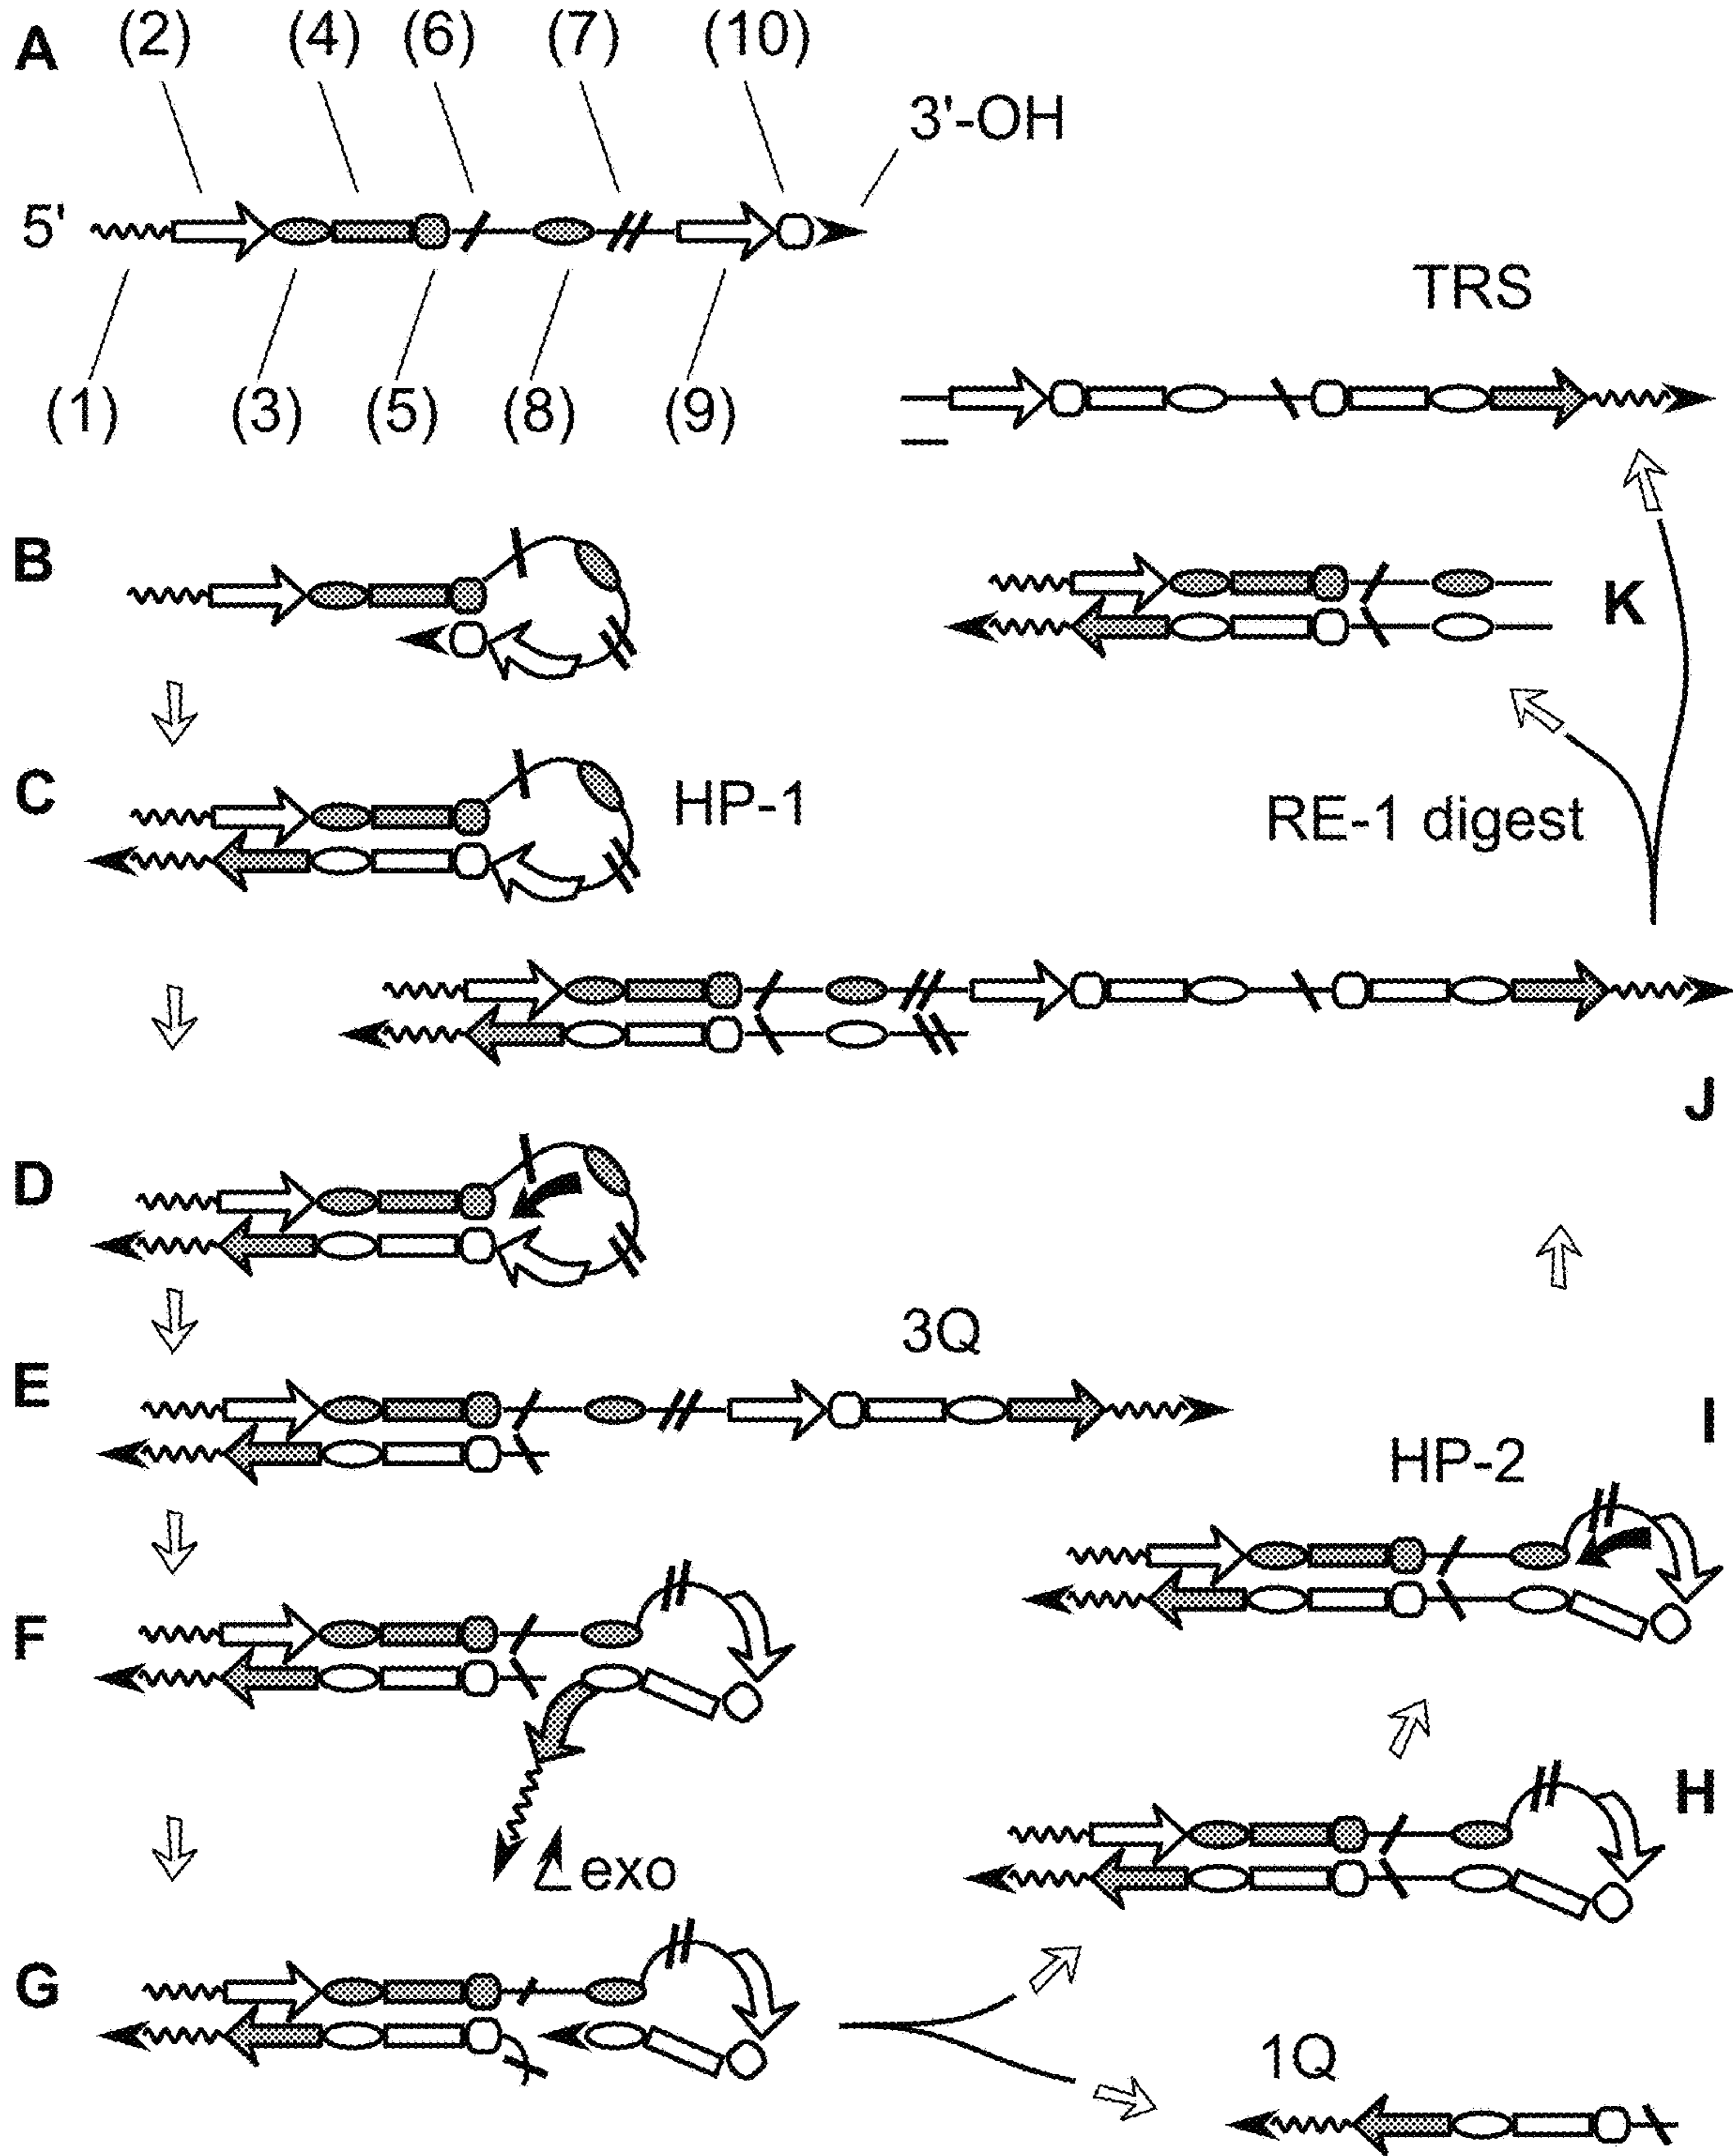 A (2) (4) (6) (7) (10)
3'-OH
5'
(1) (3) (5) (8) (9)
TRS
B
K
C HP-1
RE-1 digest
J
D
3Q
E
I
HP-2
F
H
exo
G
1Q